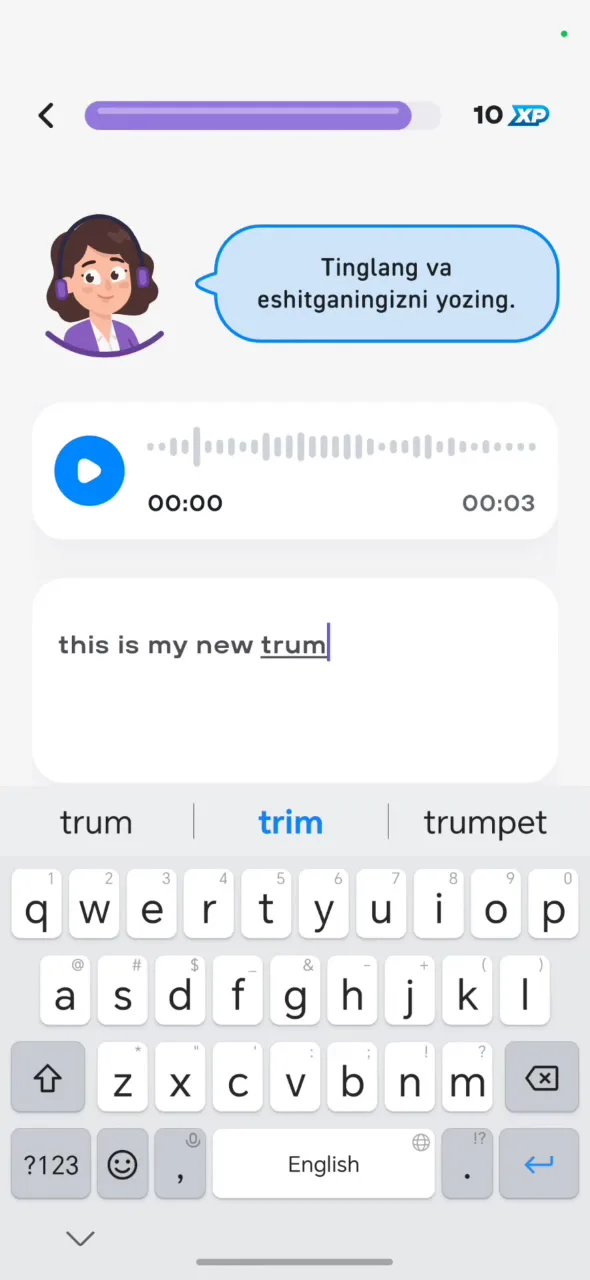 10 XP
Tinglang va
eshitganingizni yozing.
00:00 00:03
this is my new trum
trum trim trumpet
1 2 3 4 5 6 7 8 9 0
q w e r t y u i o p
@ # $ _ & - + ( )
a s d f g h j k l
* " ' : ; ! ?
z x c v b n m
!?
?123 , English .